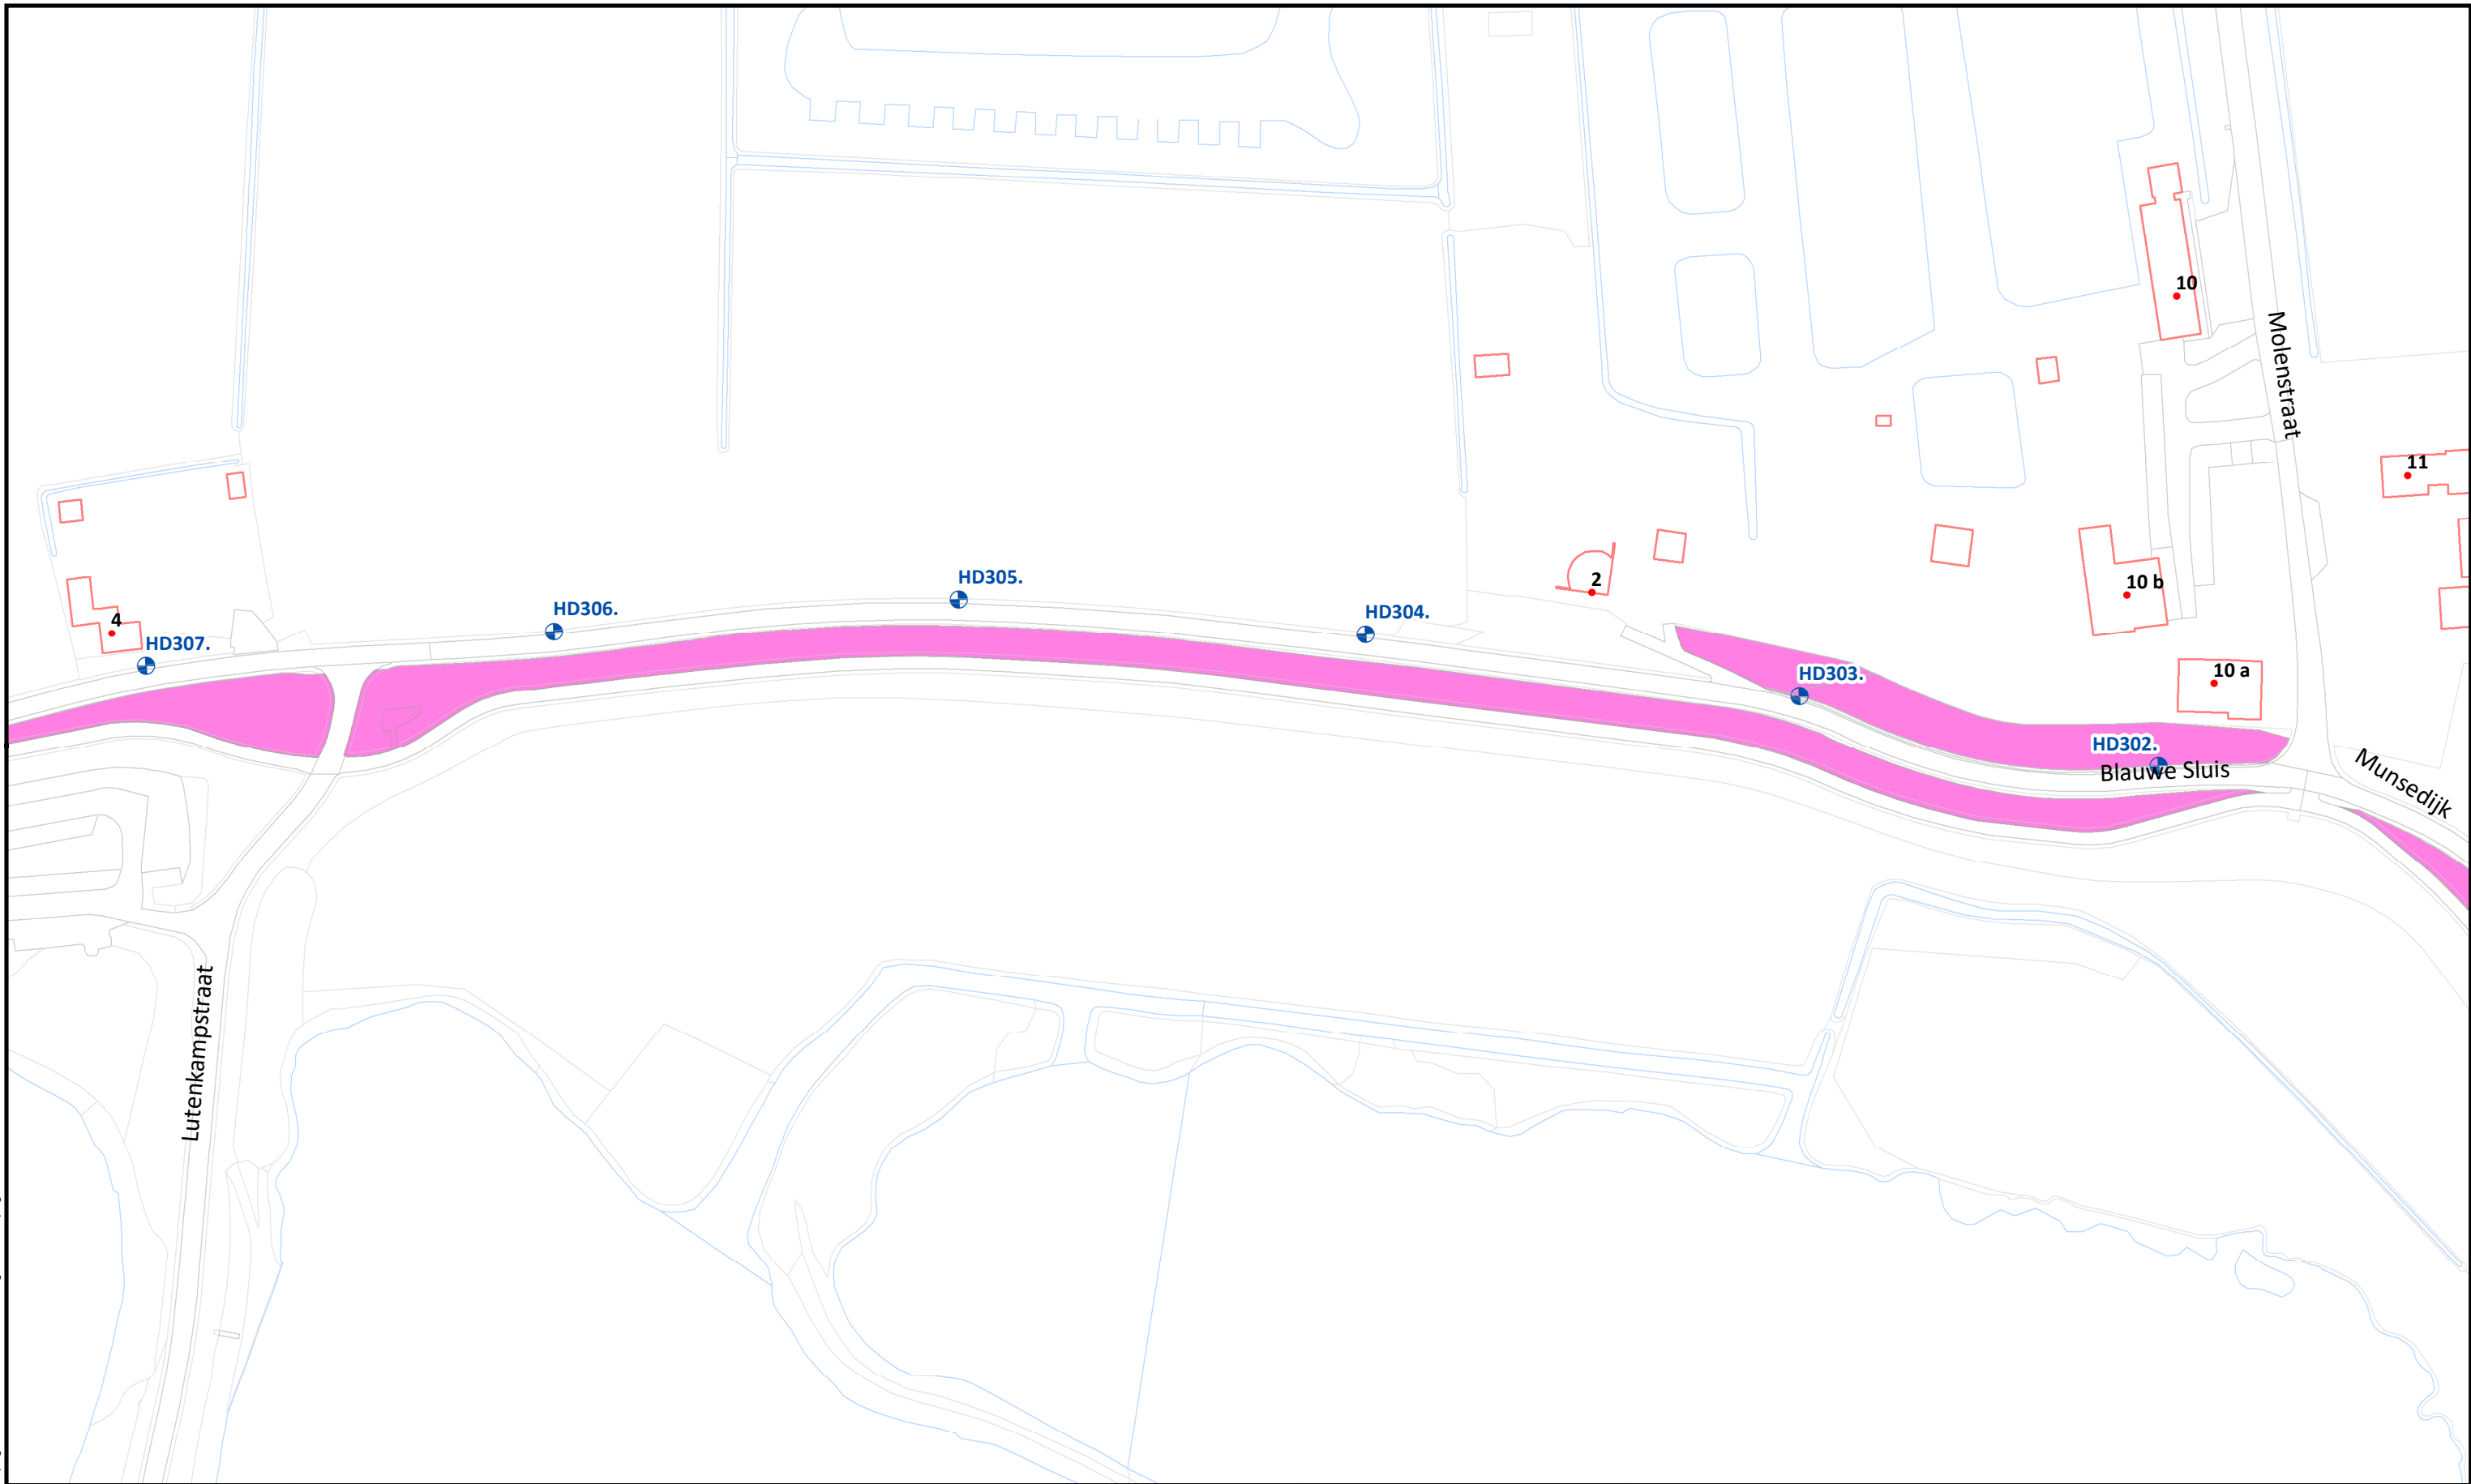 10
Molenstraat
11
HD305.
2
10 b
HD306.
HD304.
4
HD307.
10 a
HD303.
HD302.
Blauwe Sluis
Munsedijk
Lutenkampstraat